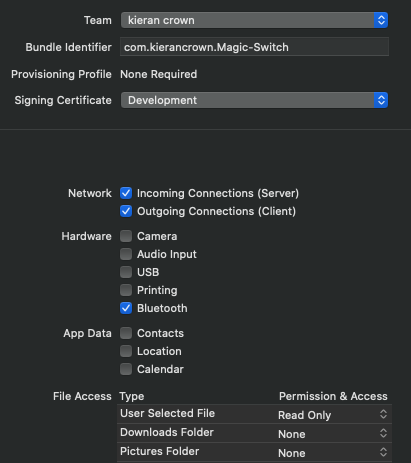 Team kieran crown
Bundle Identifier com.kierancrown.Magic-Switch
Provisioning Profile None Required
Signing Certificate Development
Network Incoming Connections (Server)
Outgoing Connections (Client)
Hardware Camera
Audio Input
USB
Printing
Bluetooth
App Data Contacts
Location
Calendar
File Access Type Permission & Access
User Selected File Read Only
Downloads Folder None
Pictures Folder None